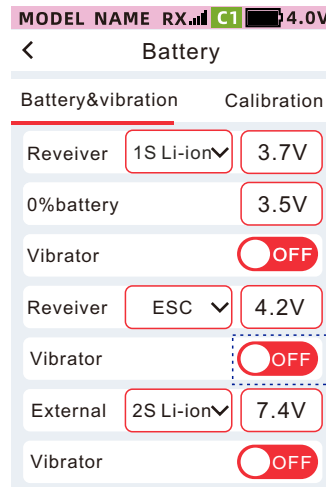 MODEL NAME RX C1 4.0V
Battery
Battery&vibration Calibration
Reveiver 1S Li-ion 3.7V
0%battery 3.5V
Vibrator OFF
Reveiver ESC 4.2V
Vibrator OFF
External 2S Li-ion 7.4V
Vibrator OFF